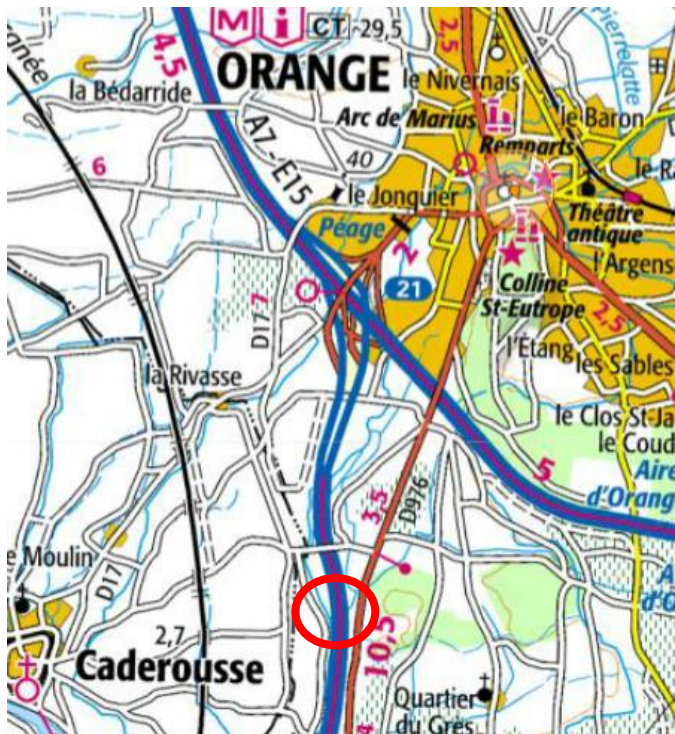 M i CT 29,5
4,5
2,5
Pierrelatte
ORANGE
le Nivernais
la Bédarride
Arc de Marius
le Baron
A7-E15
Remparts
40
6
le Jonquier
Théâtre
antique
Péage
2
l'Argens
21
Colline
St-Eutrope
7
D17
2,5
l'Étang
les Sables
la Rivasse
le Clos St-Ja
le Coud
5
Aire
d'Orang
3,5
D976
Moulin
D17
2,7
10,5
Caderousse
Quartier
du Grès